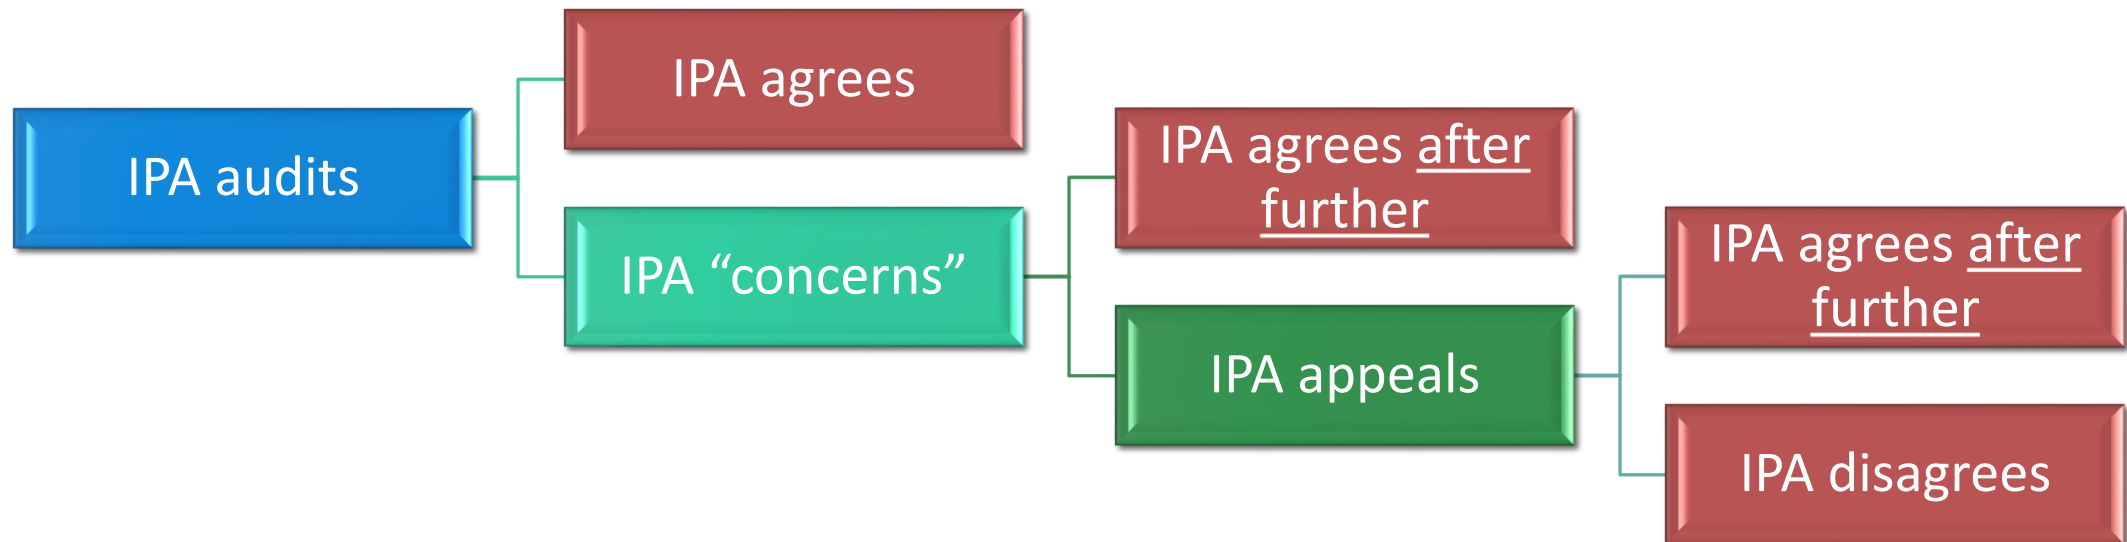 IPA audits
IPA agrees
IPA “concerns”
IPA agrees after
further
IPA appeals
IPA agrees after
further
IPA disagrees